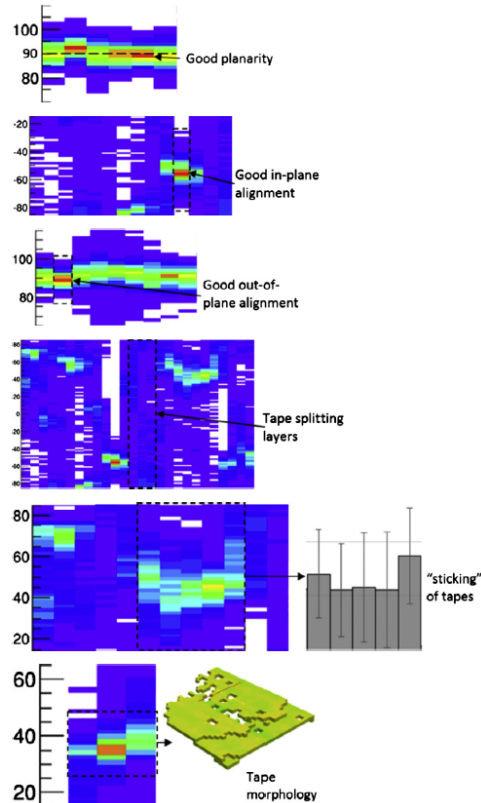 100
90
80
Good planarity
-20
-40
-60
-80
Good in-plane
alignment
100
80
Good out-of-
plane alignment
80
60
40
20
0
-20
-40
-60
-80
Tape splitting
layers
80
60
40
20
"sticking"
of tapes
60
50
40
30
20
Tape
morphology